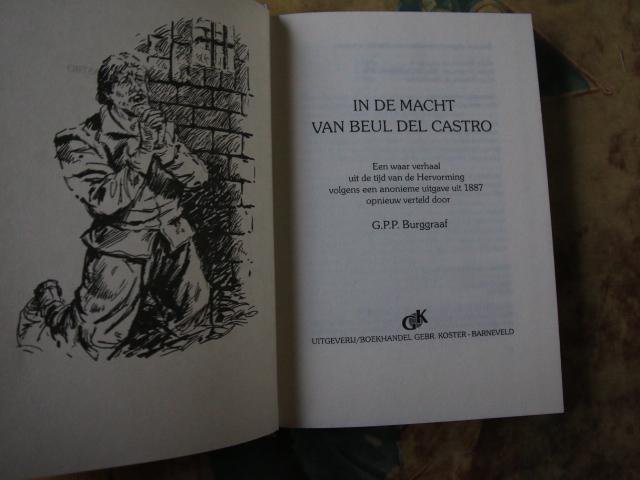 IN DE MACHT
VAN BEUL DEL CASTRO
Een waar verhaal
uit de tijd van de Hervorming
volgens een anonieme uitgave uit 1887
opnieuw verteld door
G.P.P. Burggraaf
GK
UITGEVERIJ/BOEKHANDEL GEBR. KOSTER - BARNEVELD